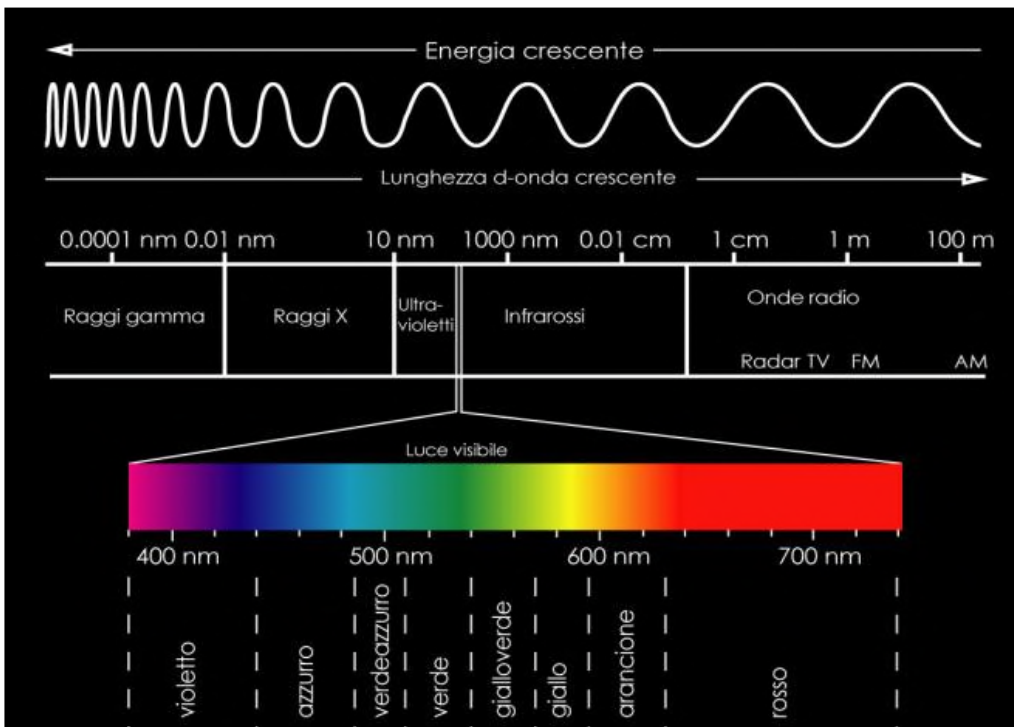 Energia crescente
Lunghezza d-onda crescente
0.0001 nm 0.01 nm 10 nm 1000 nm 0.01 cm 1 cm 1 m 100 m
Raggi gamma
Raggi X
Ultra-
violetti
Infrarossi
Onde radio
Radar TV FM AM
Luce visibile
400 nm 500 nm 600 nm 700 nm
violetto
azzurro
verdeazzurro
verde
gialloverde
giallo
arancione
rosso